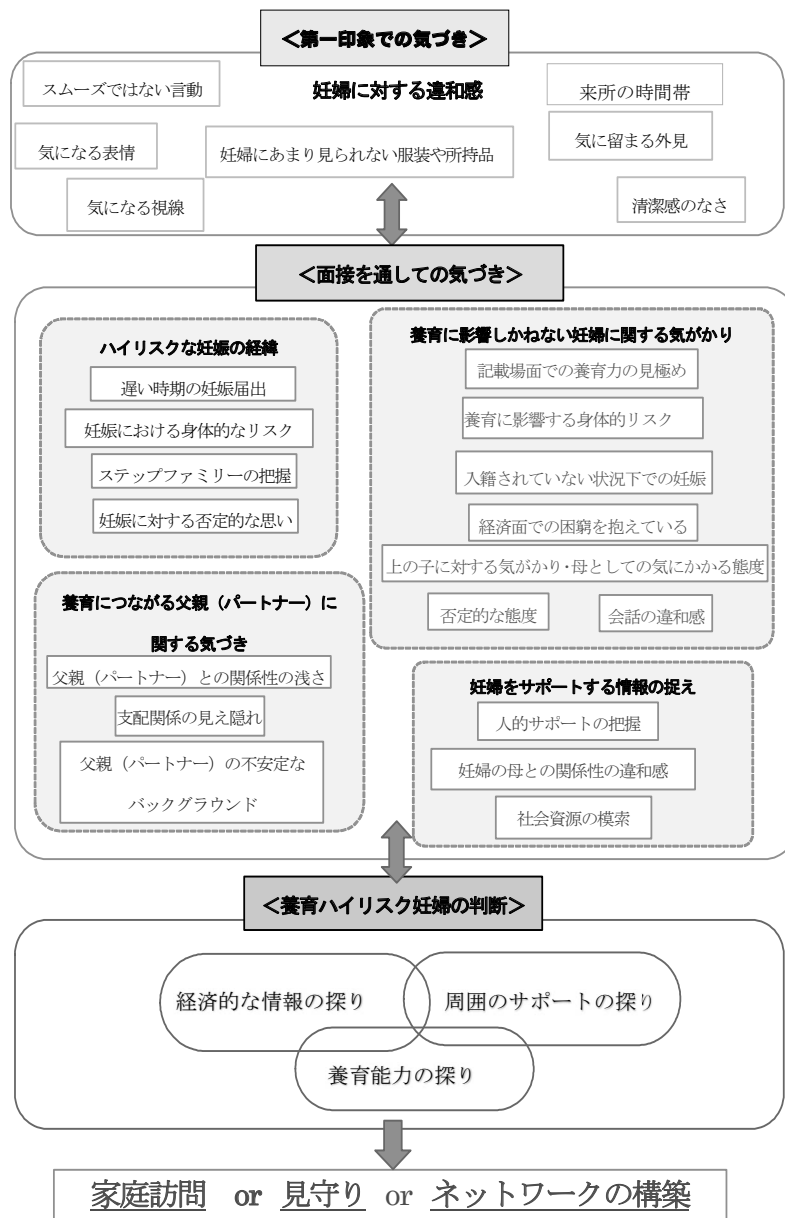 ＜第一印象での気づき＞
スムーズではない言動
妊婦に対する違和感
来所の時間帯
気になる表情
妊婦にあまり見られない服装や所持品
気に留まる外見
気になる視線
清潔感のなさ
＜面接を通しての気づき＞
ハイリスクな妊娠の経緯
遅い時期の妊娠届出
妊娠における身体的なリスク
ステップファミリーの把握
妊娠に対する否定的な思い
養育に影響しかねない妊婦に関する気がかり
記載場面での養育力の見極め
養育に影響する身体的リスク
入籍されていない状況下での妊娠
経済面での困窮を抱えている
上の子に対する気がかり・母としての気にかかる態度
否定的な態度
会話の違和感
養育につながる父親（パートナー）に
関する気づき
父親（パートナー）との関係性の浅さ
支配関係の見え隠れ
父親（パートナー）の不安定な
バックグラウンド
妊婦をサポートする情報の捉え
人的サポートの把握
妊婦の母との関係性の違和感
社会資源の模索
＜養育ハイリスク妊婦の判断＞
経済的な情報の探り
周囲のサポートの探り
養育能力の探り
家庭訪問 or 見守り or ネットワークの構築